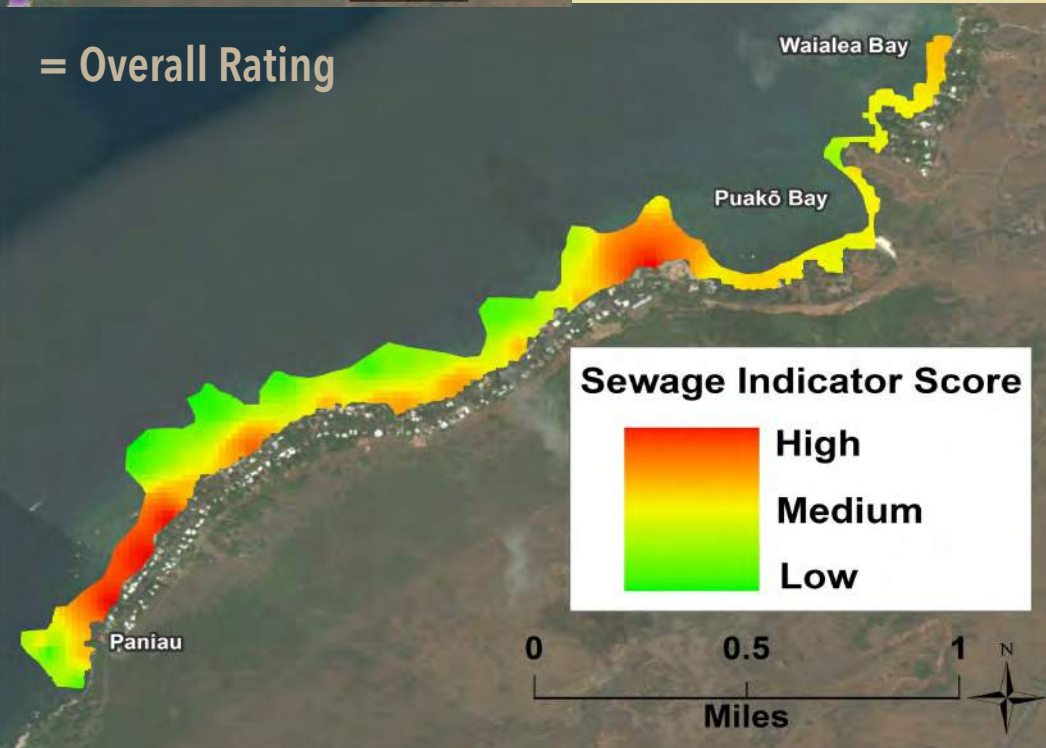 = Overall Rating
Waialea Bay
Puakō Bay
Sewage Indicator Score
High
Medium
Low
Paniau
0 0.5 1
Miles
N